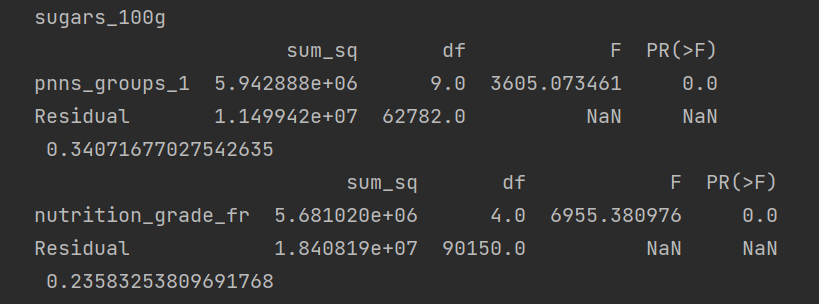 sugars_100g
sum_sq df F PR(>F)
pnns_groups_1 5.942888e+06 9.0 3605.073461 0.0
Residual 1.149942e+07 62782.0 NaN NaN
0.34071677027542635
sum_sq df F PR(>F)
nutrition_grade_fr 5.681020e+06 4.0 6955.380976 0.0
Residual 1.840819e+07 90150.0 NaN NaN
0.23583253809691768